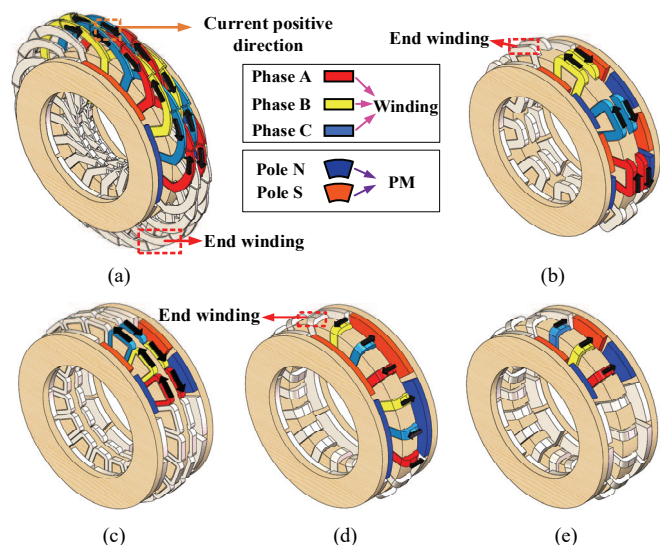 Current positive
direction
End winding
Phase A
Phase B
Phase C
Winding
Pole N
Pole S
PM
End winding
(a)
(b)
End winding
(c)
(d)
(e)